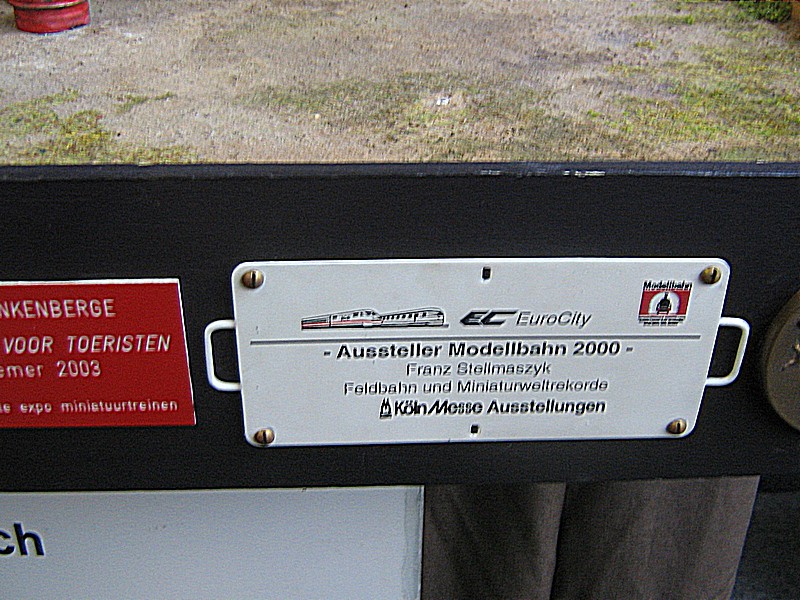 NKENBERGE
VOOR TOERISTEN
emer 2003
expo miniatuurtreinen
EC EuroCity
Modellbahn
- Aussteller Modellbahn 2000 -
Franz Stellmaszyk
Feldbahn und Miniaturweltrekorde
KölnMesse Ausstellungen
ch